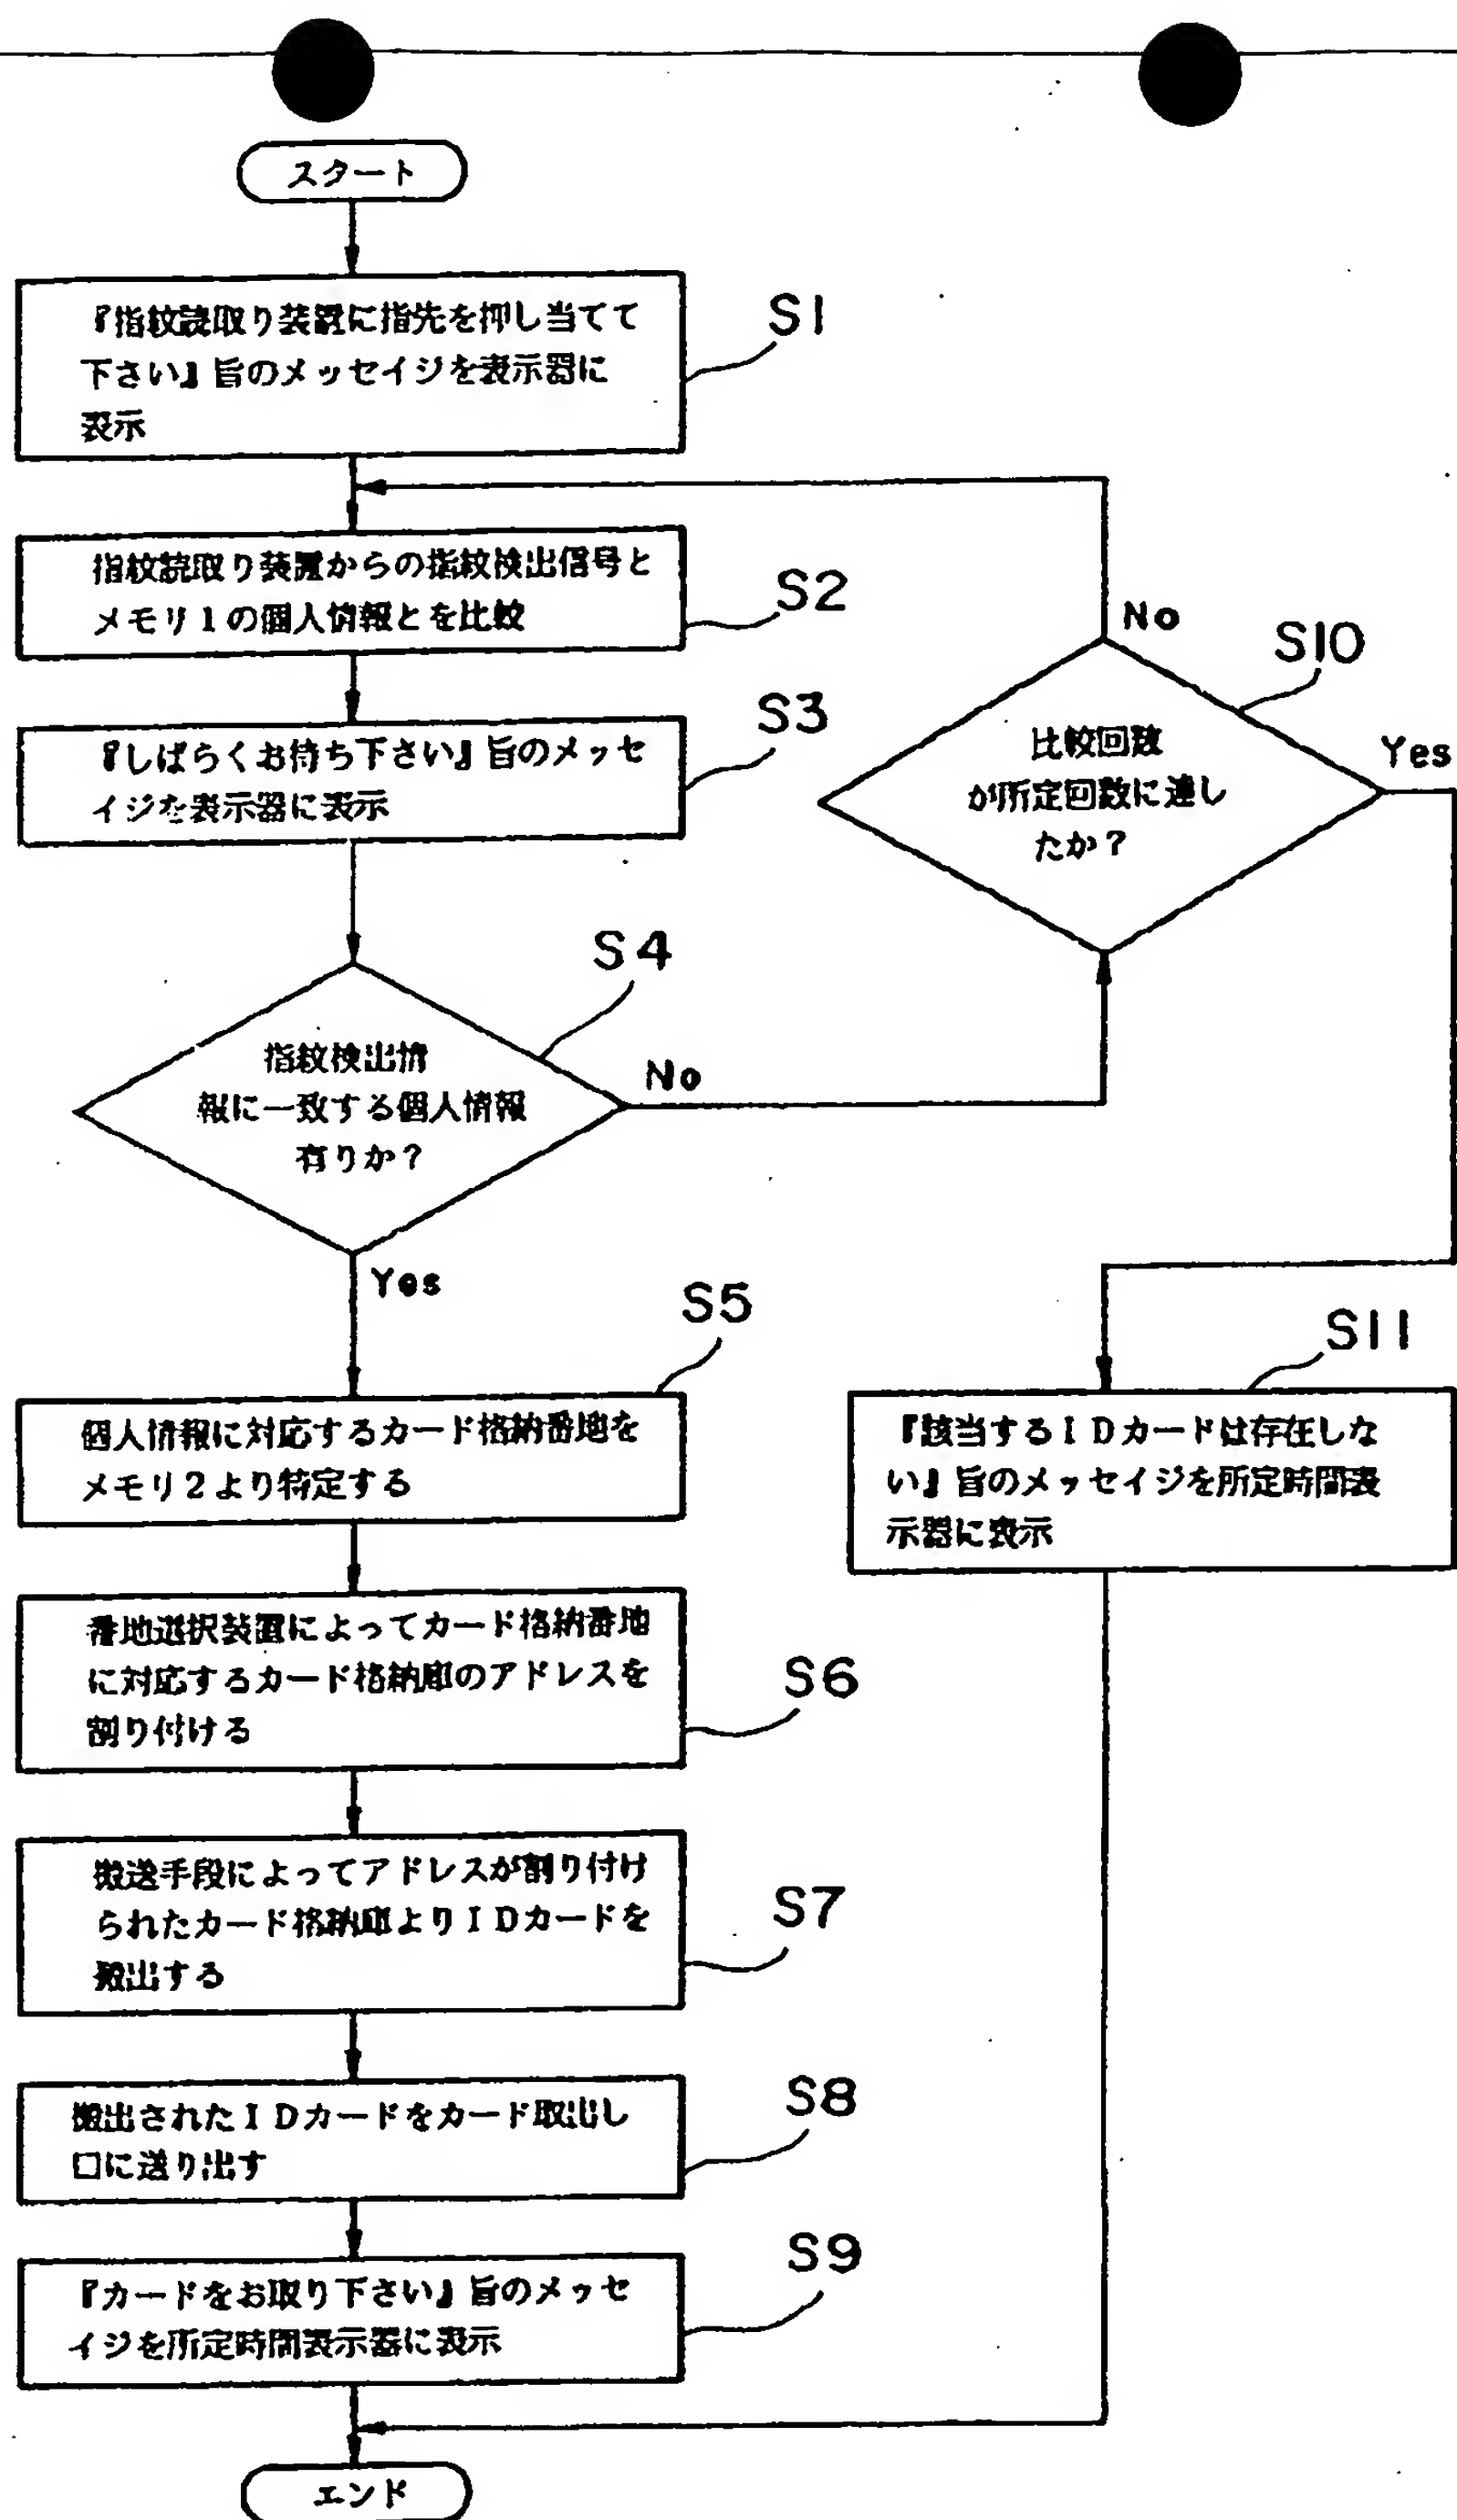 スタート
『指紋読取り装置に指先を押し当てて
下さい』旨のメッセイジを表示器に
表示
S1
指紋読取り装置からの指紋検出信号と
メモリ1の個人情報とを比較
S2
『しばらくお待ち下さい』旨のメッセ
イジを表示器に表示
S3
No
S10
比較回数
が所定回数に達し
たか?
Yes
S4
指紋検出情
報に一致する個人情報
有りか?
No
Yes
S5
個人情報に対応するカード格納番地を
メモリ2より特定する
S11
『該当するIDカードは存在しな
い』旨のメッセイジを所定時間表
示器に表示
番地選択装置によってカード格納番地
に対応するカード格納庫のアドレスを
割り付ける
S6
搬送手段によってアドレスが割り付け
られたカード格納庫よりIDカードを
搬出する
S7
搬出されたIDカードをカード取出し
口に送り出す
S8
『カードをお取り下さい』旨のメッセ
イジを所定時間表示器に表示
S9
エンド